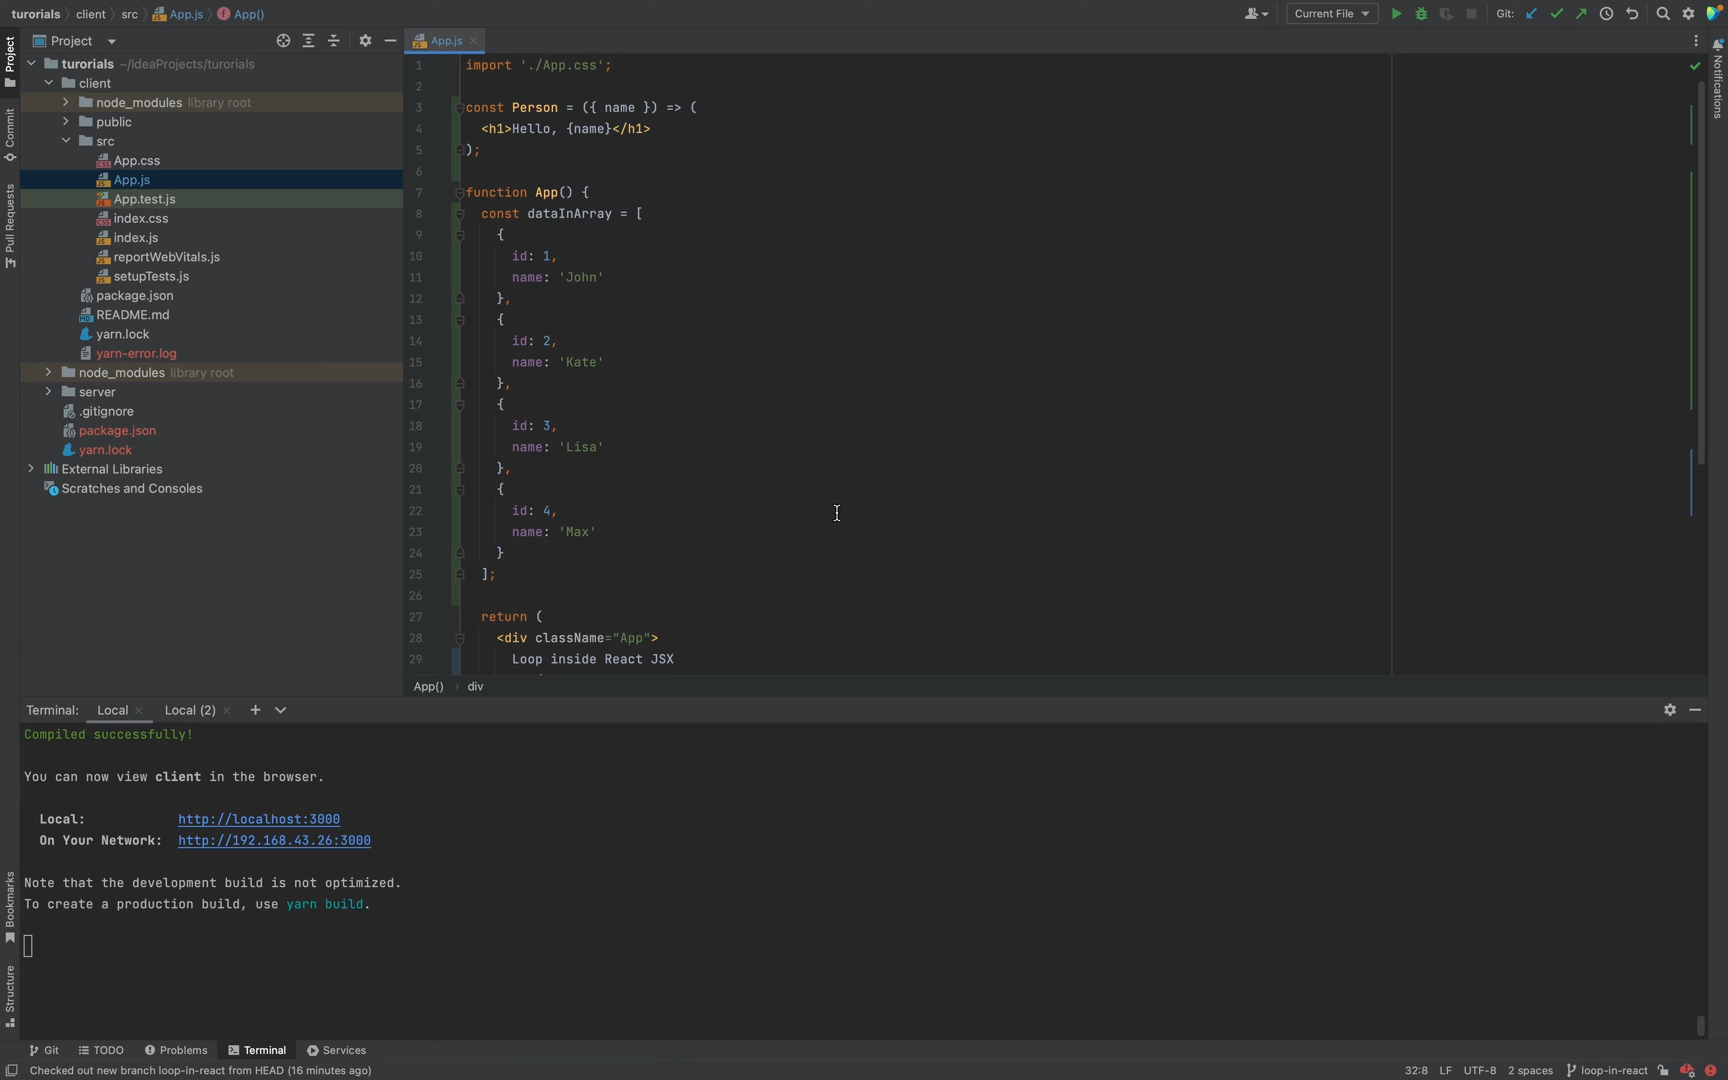 turorials client src App.js App()
Current File
Git:
Project
App.js
turorials ~/IdeaProjects/turorials
client
node_modules library root
public
src
App.css
App.js
App.test.js
index.css
index.js
reportWebVitals.js
setupTests.js
package.json
README.md
yarn.lock
yarn-error.log
node_modules library root
server
.gitignore
package.json
yarn.lock
External Libraries
Scratches and Consoles
Project
Commit
Pull Requests
Bookmarks
Structure
Notifications
1 import './App.css';
2
3 const Person = ({ name }) => (
4 <h1>Hello, {name}</h1>
5 );
6
7 function App() {
8 const dataInArray = [
9 {
10 id: 1,
11 name: 'John'
12 },
13 {
14 id: 2,
15 name: 'Kate'
16 },
17 {
18 id: 3,
19 name: 'Lisa'
20 },
21 {
22 id: 4,
23 name: 'Max'
24 }
25 ];
26
27 return (
28 <div className="App">
29 Loop inside React JSX
App() div
Terminal: Local Local (2)
Compiled successfully!
You can now view client in the browser.
Local: http://localhost:3000
On Your Network: http://192.168.43.26:3000
Note that the development build is not optimized.
To create a production build, use yarn build.
Git TODO Problems Terminal Services
Checked out new branch loop-in-react from HEAD (16 minutes ago)
32:8 LF UTF-8 2 spaces loop-in-react